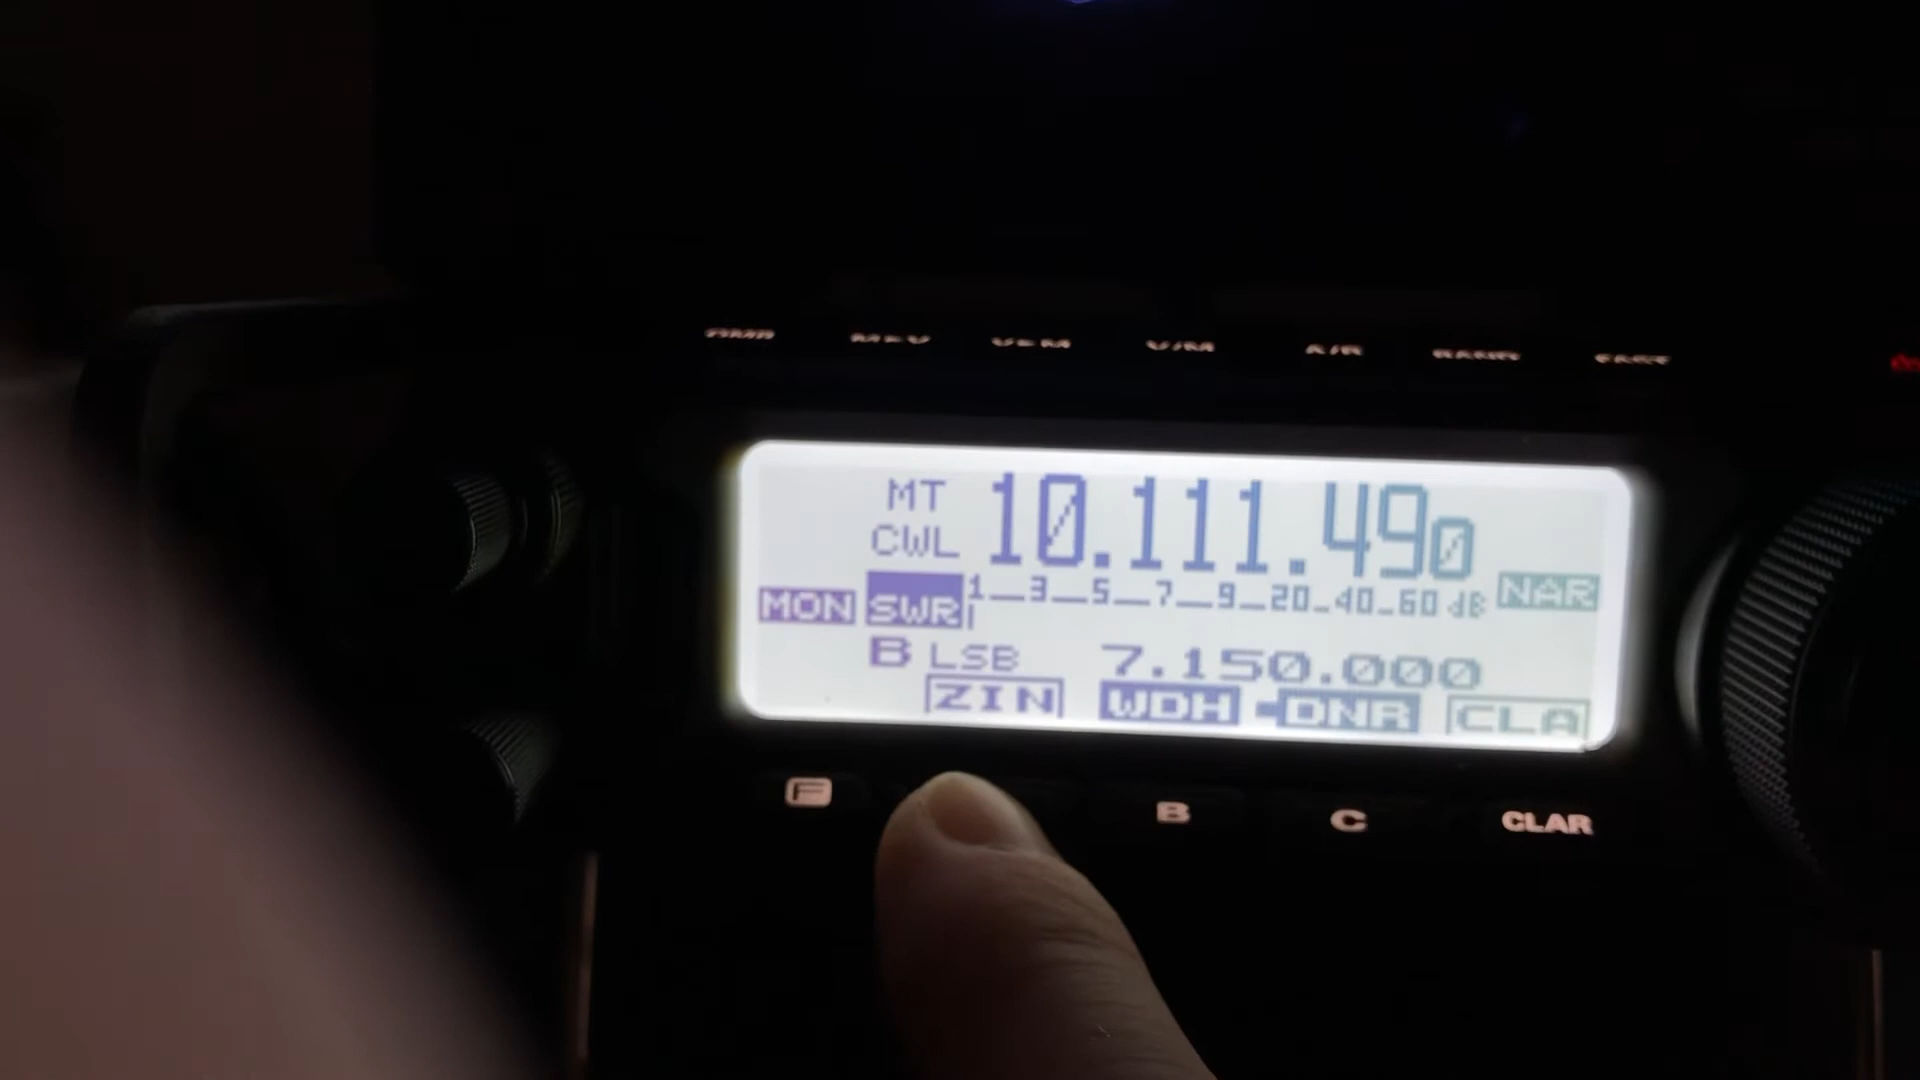 MT 10.111.490
CWL
MON SWR 1 3 5 7 9 20 40 60 dB NAR
B LSB 7.150.000
ZIN WDH DNR CLA
F B C CLAR